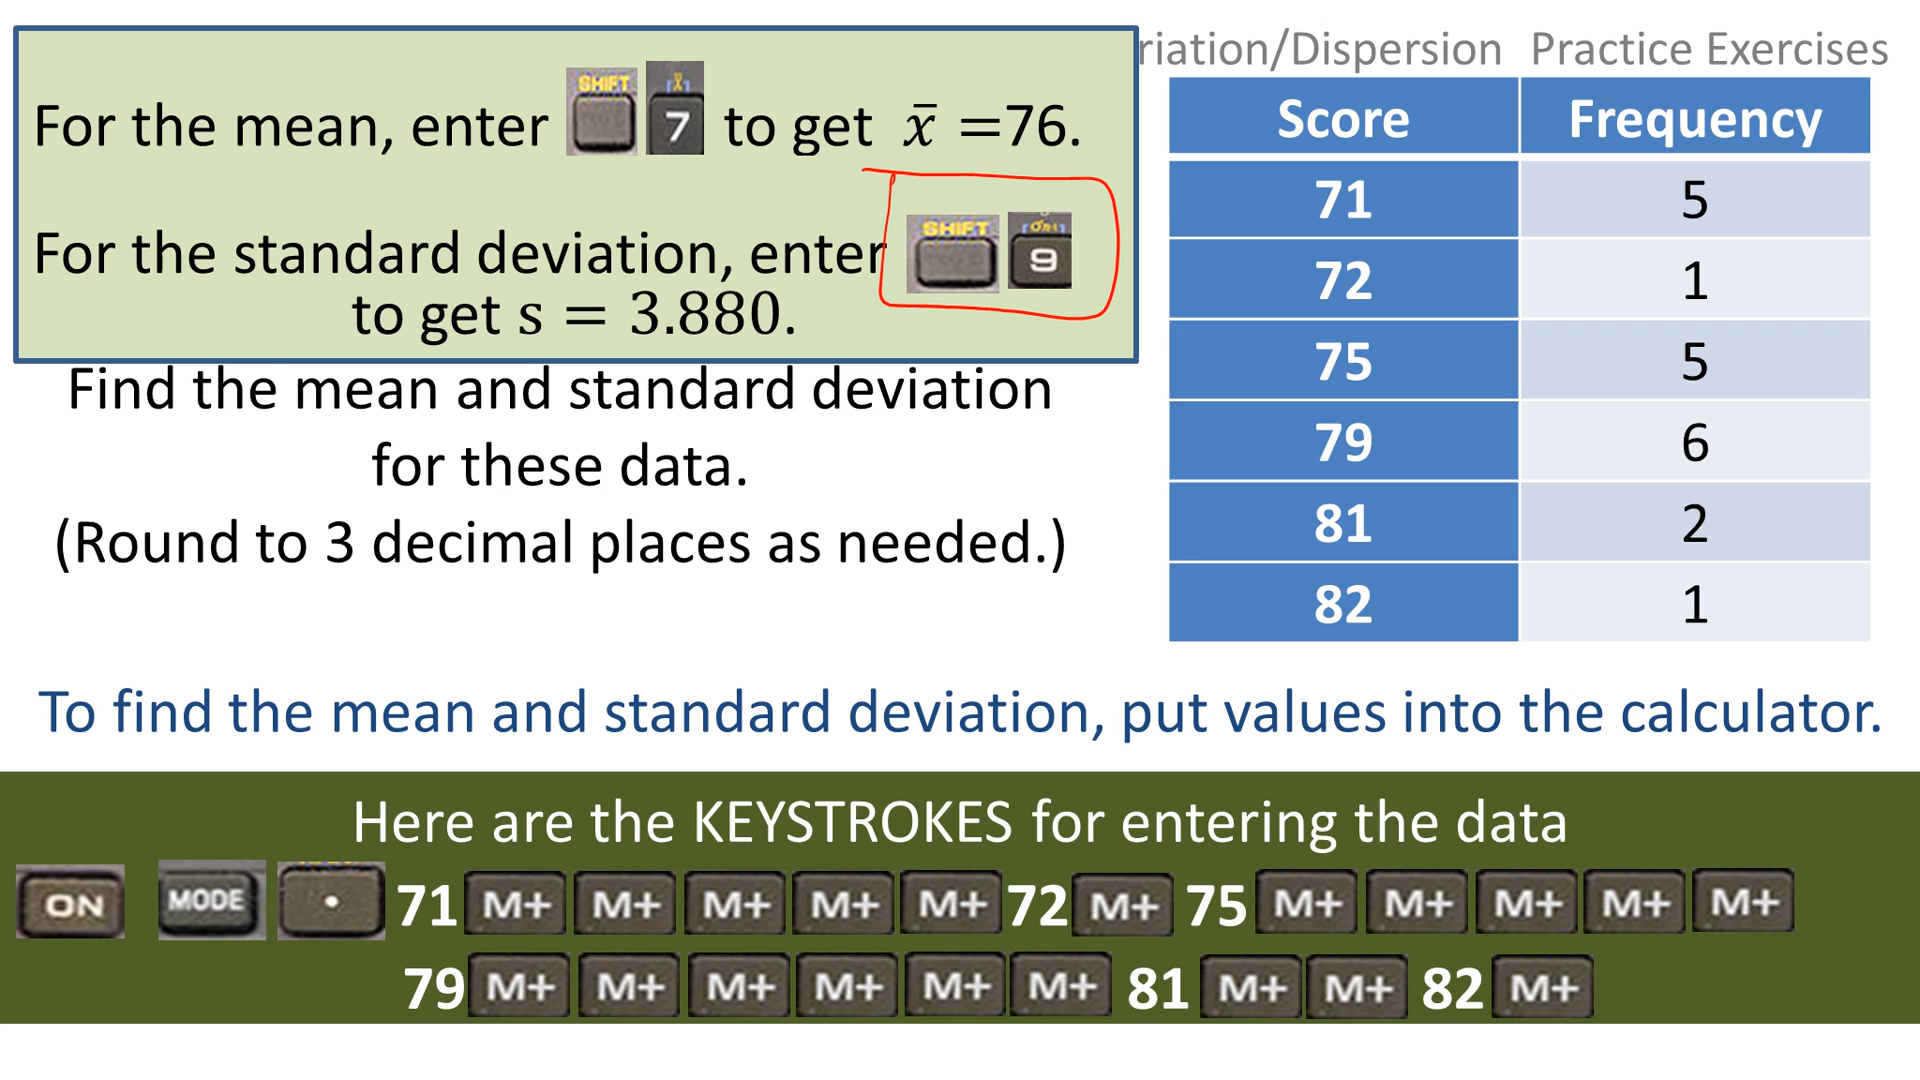 riation/Dispersion Practice Exercises
For the mean, enter SHIFT 7 to get x̄ =76.
For the standard deviation, enter SHIFT 9
to get s = 3.880.
Find the mean and standard deviation
for these data.
(Round to 3 decimal places as needed.)
Score Frequency
71 5
72 1
75 5
79 6
81 2
82 1
To find the mean and standard deviation, put values into the calculator.
Here are the KEYSTROKES for entering the data
ON MODE • 71 M+ M+ M+ M+ M+ 72 M+ 75 M+ M+ M+ M+ M+
79 M+ M+ M+ M+ M+ M+ 81 M+ M+ 82 M+